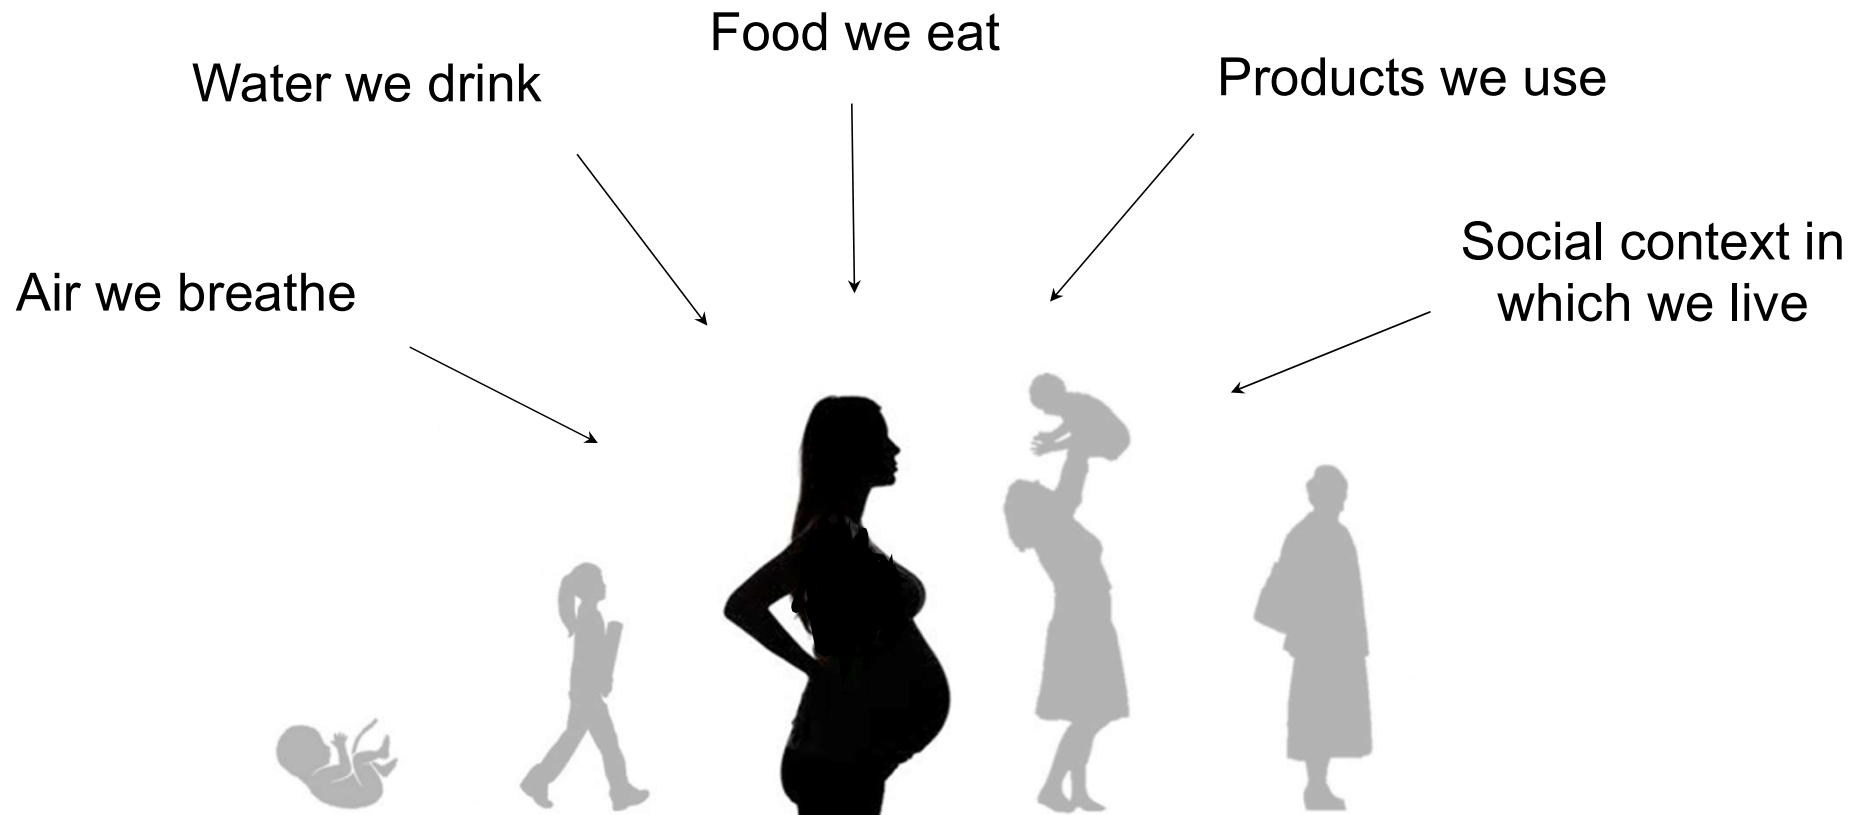 Food we eat
Water we drink
Products we use
Social context in
which we live
Air we breathe